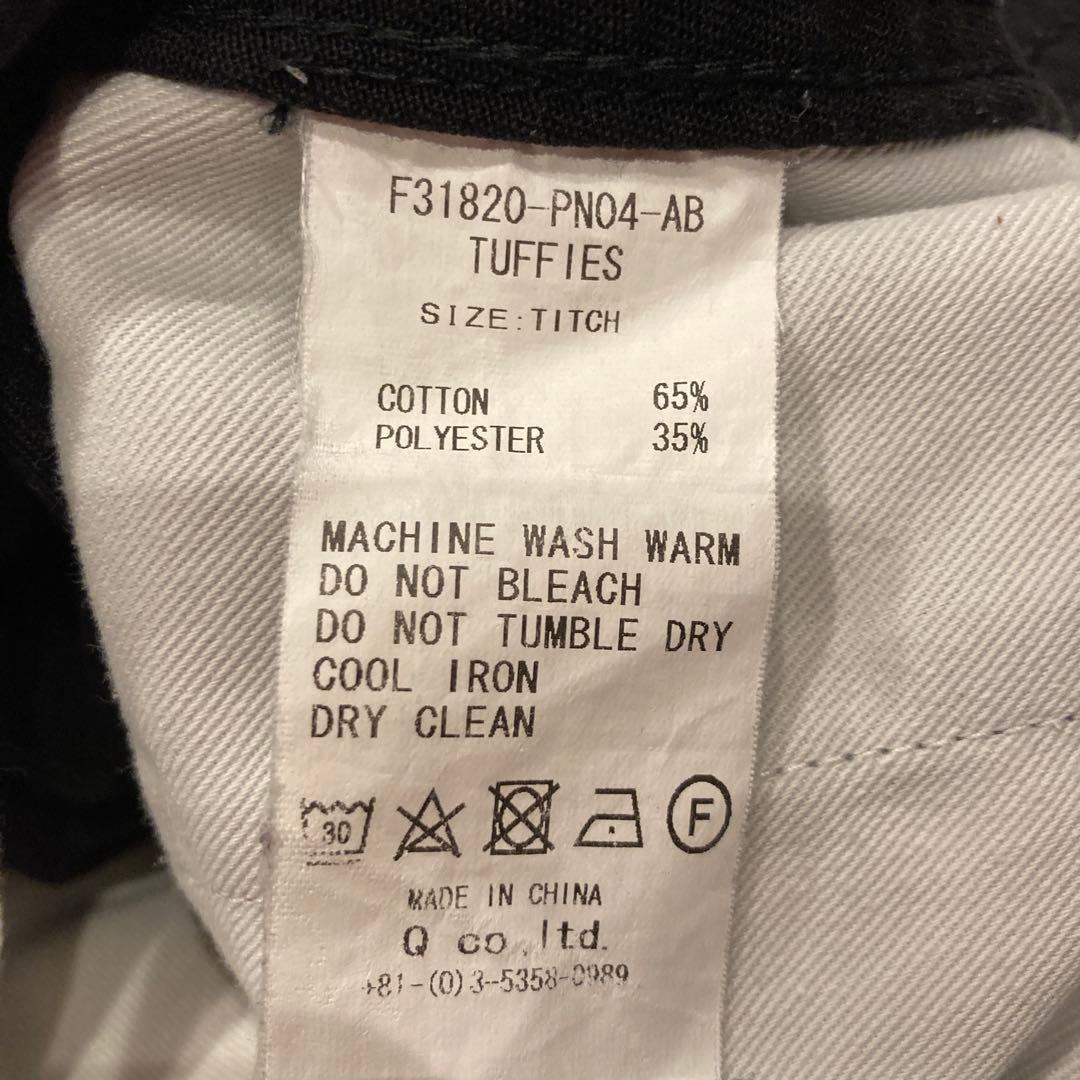 F31820-PN04-AB
TUFFIES
SIZE:TITCH
COTTON 65%
POLYESTER 35%
MACHINE WASH WARM
DO NOT BLEACH
DO NOT TUMBLE DRY
COOL IRON
DRY CLEAN
30 F
MADE IN CHINA
Q co,ltd.
+81-(0)3-5358-0989